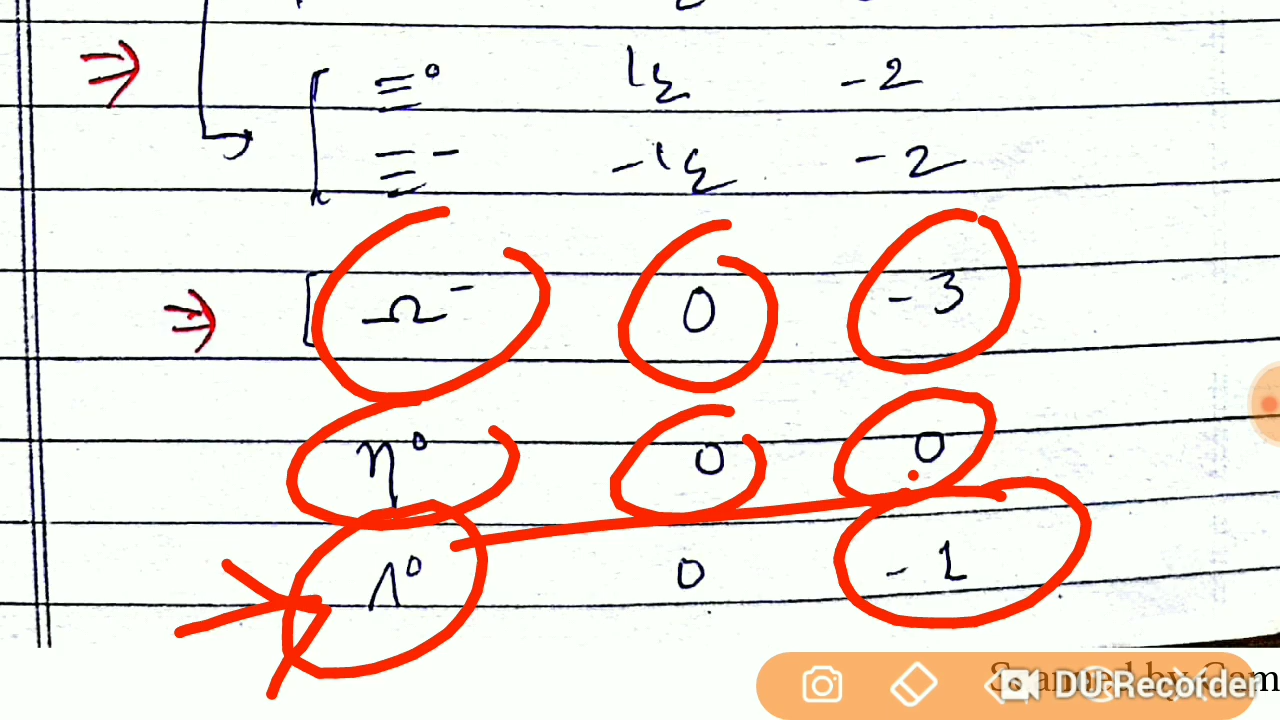 ⇒ Ξ⁰ 1/2 -2
Ξ⁻ -1/2 -2
⇒ Ω⁻ 0 -3
η⁰ 0 0
Λ⁰ 0 -1
DU Recorder